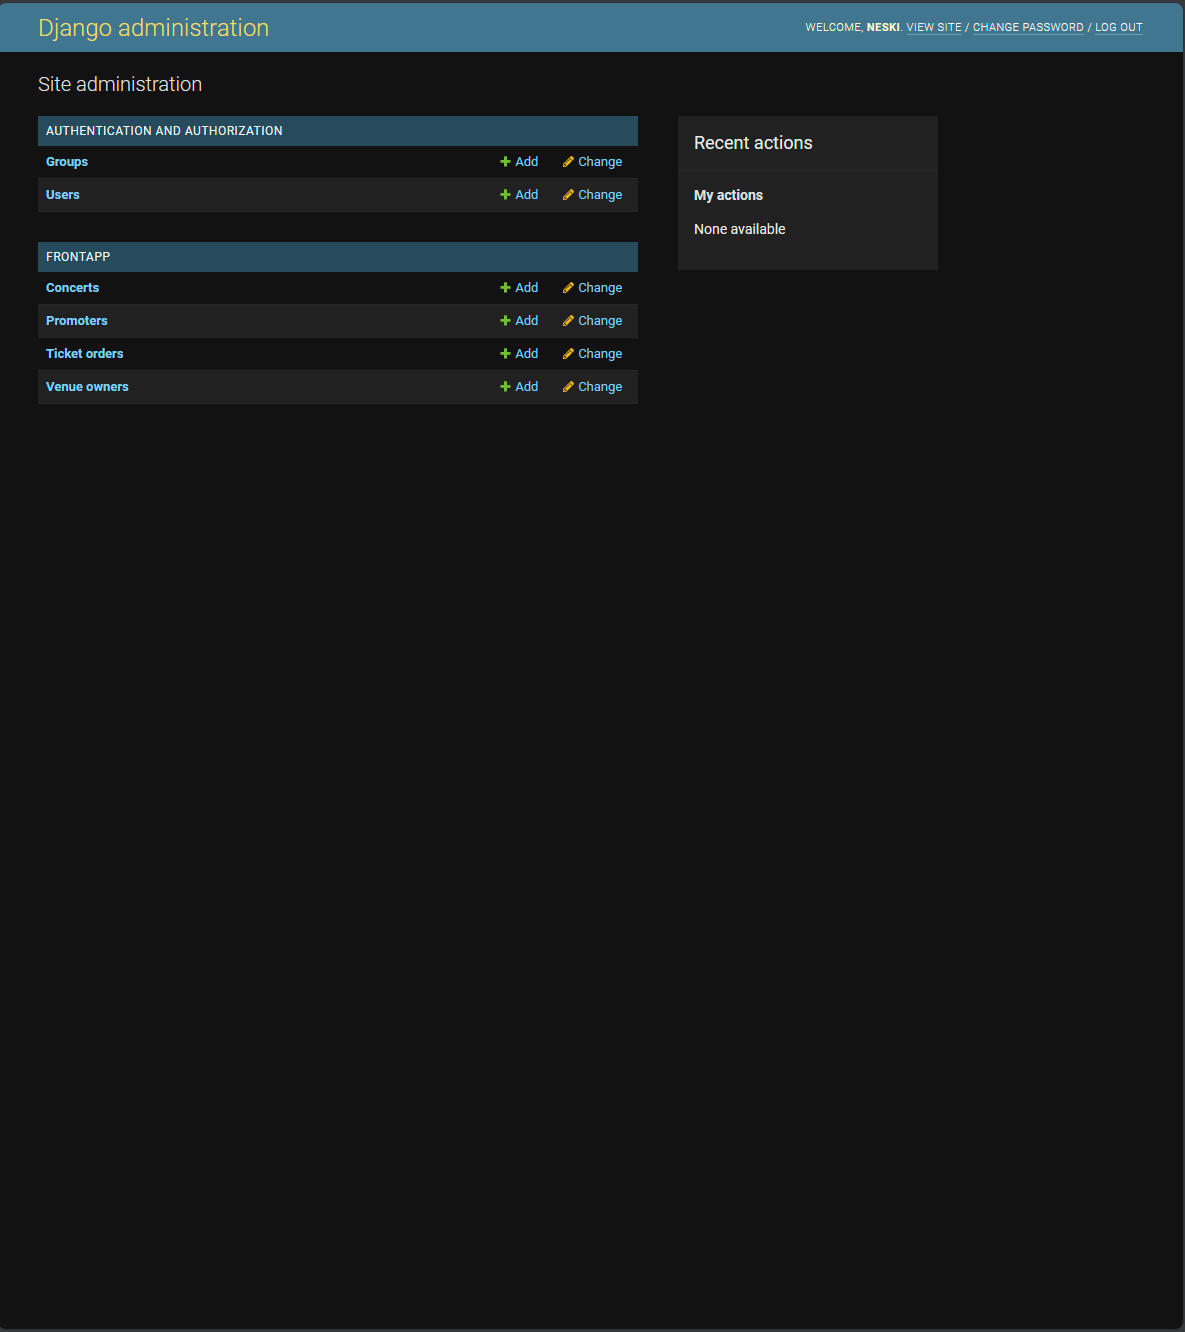 Django administration
WELCOME, NESKI. VIEW SITE / CHANGE PASSWORD / LOG OUT
Site administration
AUTHENTICATION AND AUTHORIZATION
Groups Add Change
Users Add Change
FRONTAPP
Concerts Add Change
Promoters Add Change
Ticket orders Add Change
Venue owners Add Change
Recent actions
My actions
None available